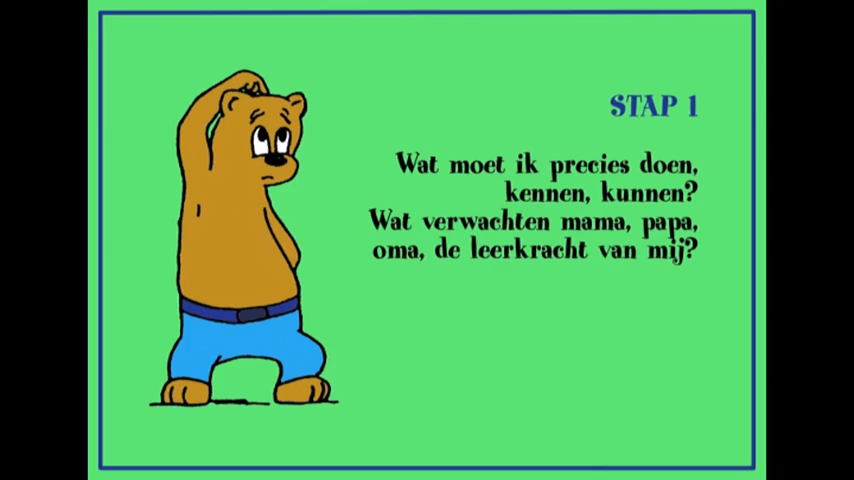 STAP 1
Wat moet ik precies doen,
kennen, kunnen?
Wat verwachten mama, papa,
oma, de leerkracht van mij?